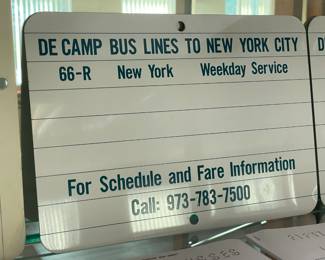 DE CAMP BUS LINES TO NEW YORK CITY
66-R New York Weekday Service
For Schedule and Fare Information
Call: 973-783-7500